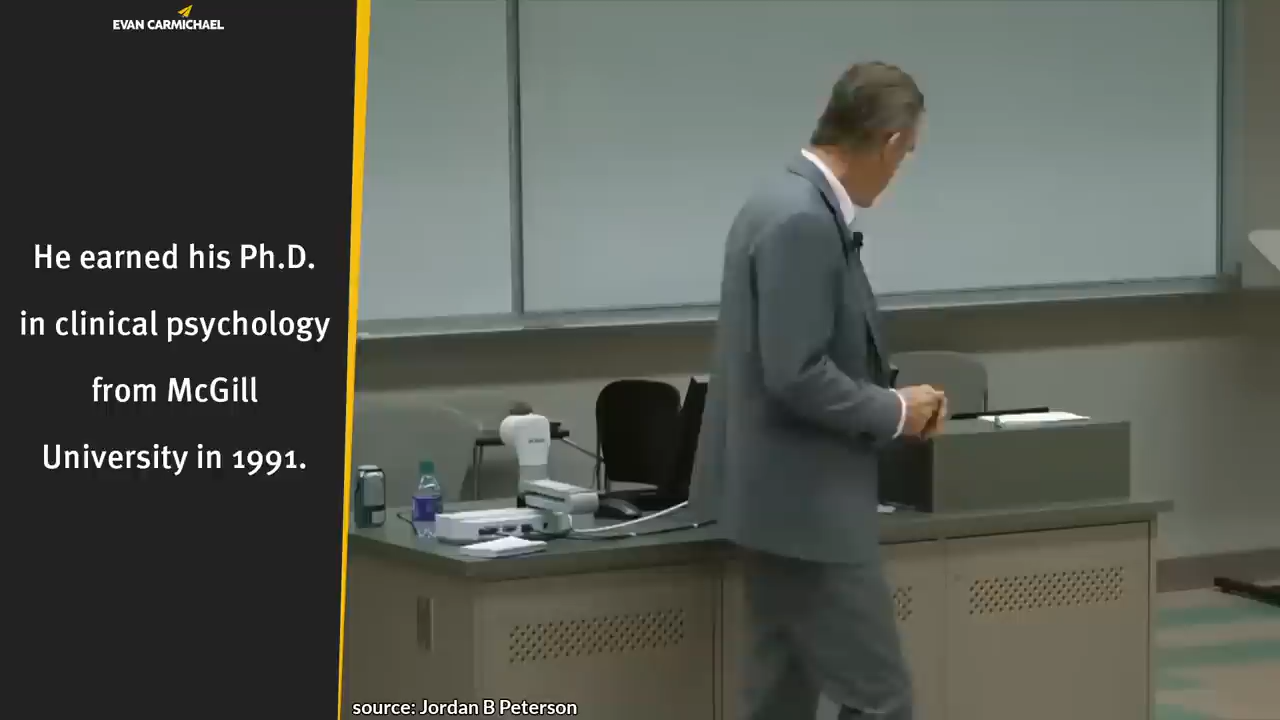 EVAN CARMICHAEL
He earned his Ph.D.
in clinical psychology
from McGill
University in 1991.
source: Jordan B Peterson